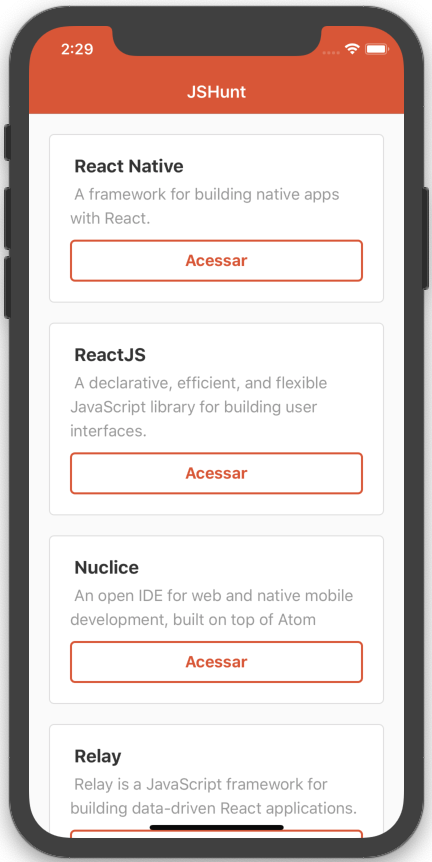 2:29
JSHunt
React Native
A framework for building native apps
with React.
Acessar
ReactJS
A declarative, efficient, and flexible
JavaScript library for building user
interfaces.
Acessar
Nuclice
An open IDE for web and native mobile
development, built on top of Atom
Acessar
Relay
Relay is a JavaScript framework for
building data-driven React applications.